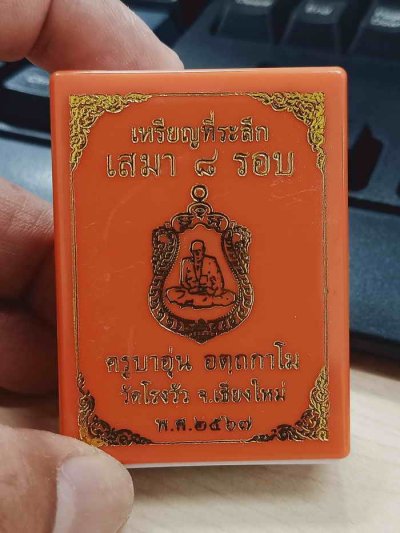 เหรียญที่ระลึก
เสมา ๘ รอบ
ครูบาอุ่น อตฺถกาโม
วัดโรงวัว จ.เชียงใหม่
พ.ศ.๒๕๖๗